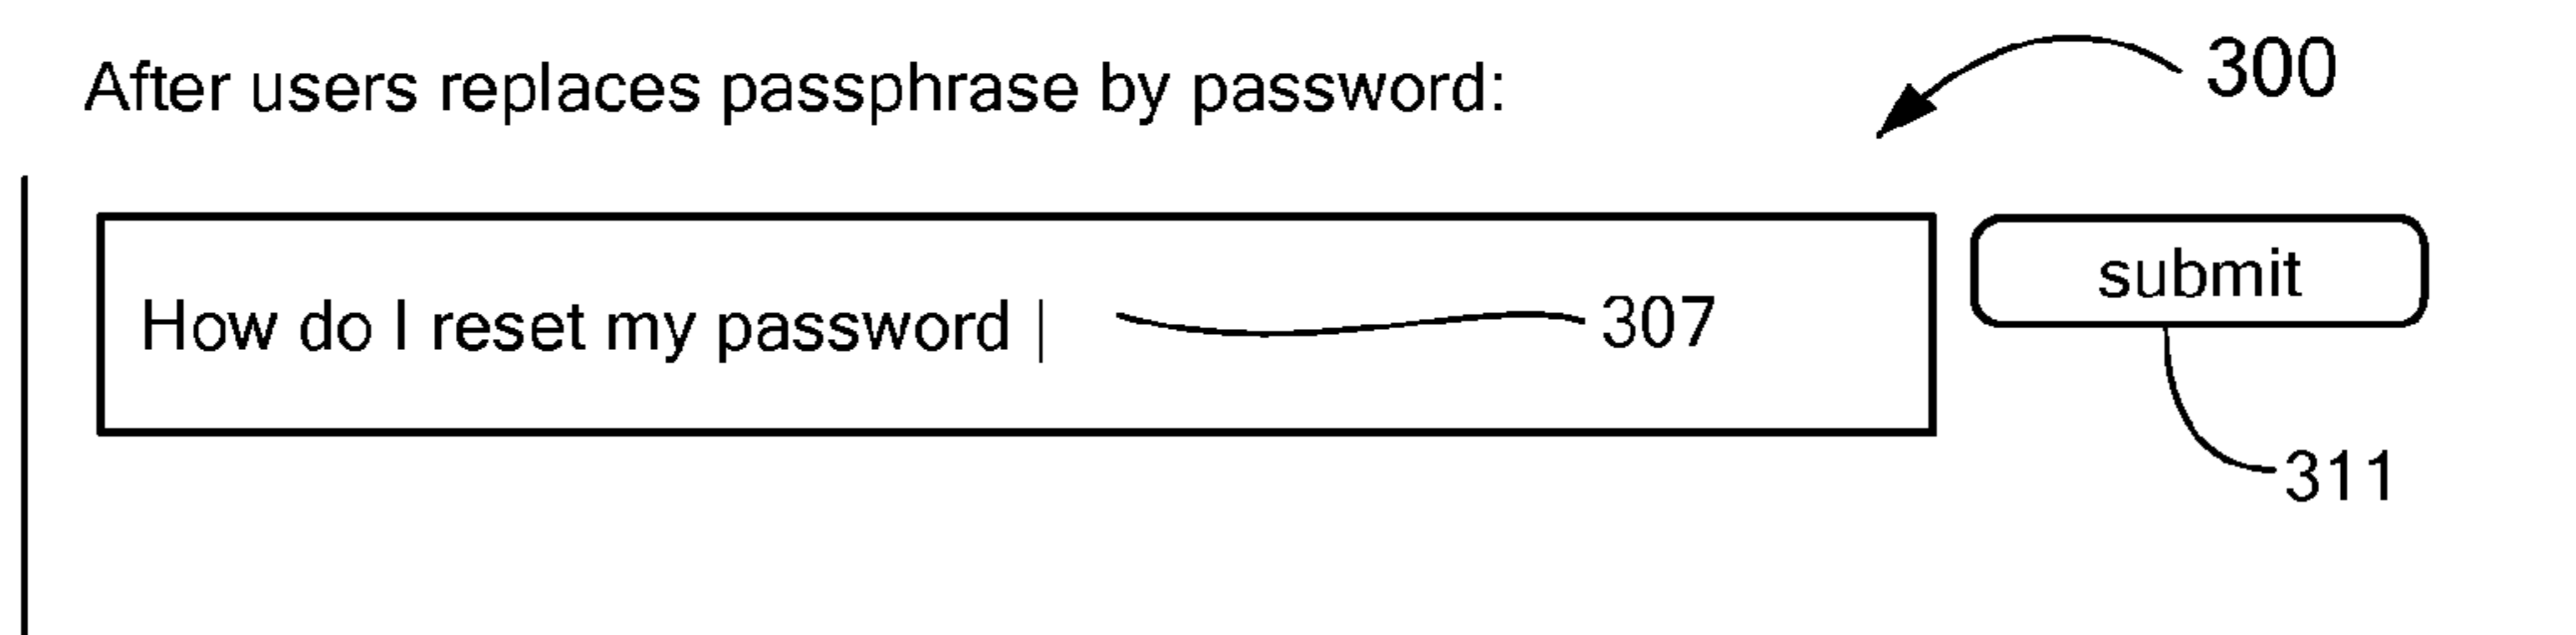 After users replaces passphrase by password:
300
submit
How do I reset my password |
307
311